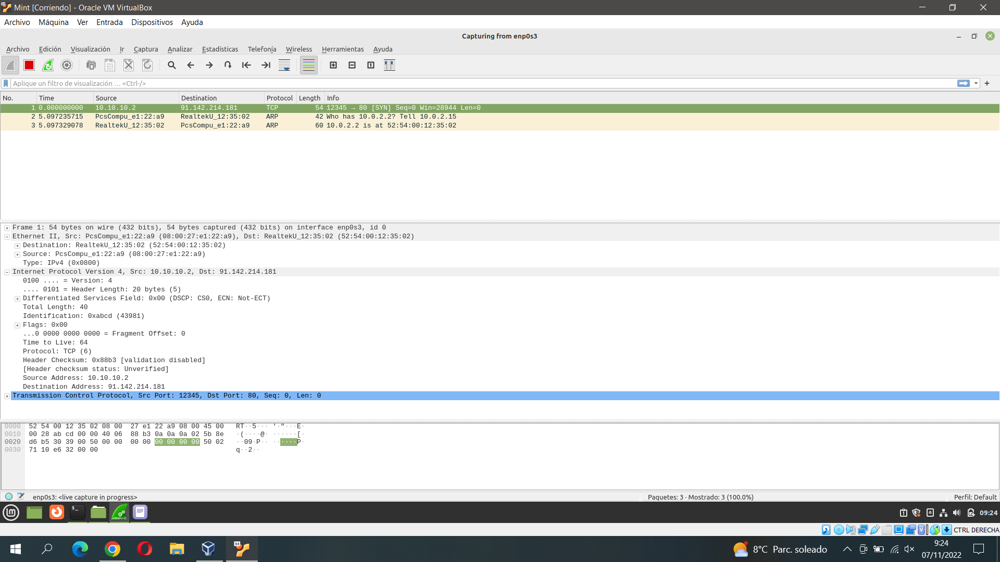 Mint [Corriendo] - Oracle VM VirtualBox
Archivo Máquina Ver Entrada Dispositivos Ayuda
Capturing from enp0s3
Archivo Edición Visualización Ir Captura Analizar Estadísticas Telefonía Wireless Herramientas Ayuda
Aplique un filtro de visualización … <Ctrl-/>
No. Time Source Destination Protocol Length Info
1 0.000000000 10.10.10.2 91.142.214.181 TCP 54 12345 → 80 [SYN] Seq=0 Win=28944 Len=0
2 5.097235715 PcsCompu_e1:22:a9 RealtekU_12:35:02 ARP 42 Who has 10.0.2.2? Tell 10.0.2.15
3 5.097329078 RealtekU_12:35:02 PcsCompu_e1:22:a9 ARP 60 10.0.2.2 is at 52:54:00:12:35:02
Frame 1: 54 bytes on wire (432 bits), 54 bytes captured (432 bits) on interface enp0s3, id 0
Ethernet II, Src: PcsCompu_e1:22:a9 (08:00:27:e1:22:a9), Dst: RealtekU_12:35:02 (52:54:00:12:35:02)
Destination: RealtekU_12:35:02 (52:54:00:12:35:02)
Source: PcsCompu_e1:22:a9 (08:00:27:e1:22:a9)
Type: IPv4 (0x0800)
Internet Protocol Version 4, Src: 10.10.10.2, Dst: 91.142.214.181
0100 .... = Version: 4
.... 0101 = Header Length: 20 bytes (5)
Differentiated Services Field: 0x00 (DSCP: CS0, ECN: Not-ECT)
Total Length: 40
Identification: 0xabcd (43981)
Flags: 0x00
...0 0000 0000 0000 = Fragment Offset: 0
Time to Live: 64
Protocol: TCP (6)
Header Checksum: 0x88b3 [validation disabled]
[Header checksum status: Unverified]
Source Address: 10.10.10.2
Destination Address: 91.142.214.181
Transmission Control Protocol, Src Port: 12345, Dst Port: 80, Seq: 0, Len: 0
0000 52 54 00 12 35 02 08 00 27 e1 22 a9 08 00 45 00 RT··5··· '·"···E·
0010 00 28 ab cd 00 00 40 06 88 b3 0a 0a 0a 02 5b 8e ·(····@· ······[·
0020 d6 b5 30 39 00 50 00 00 00 00 00 00 00 00 50 02 ··09·P·· ······P·
0030 71 10 e6 32 00 00 q··2··
enp0s3: <live capture in progress>
Paquetes: 3 · Mostrado: 3 (100.0%)
Perfil: Default
09:24
CTRL DERECHA
8°C Parc. soleado
9:24
07/11/2022